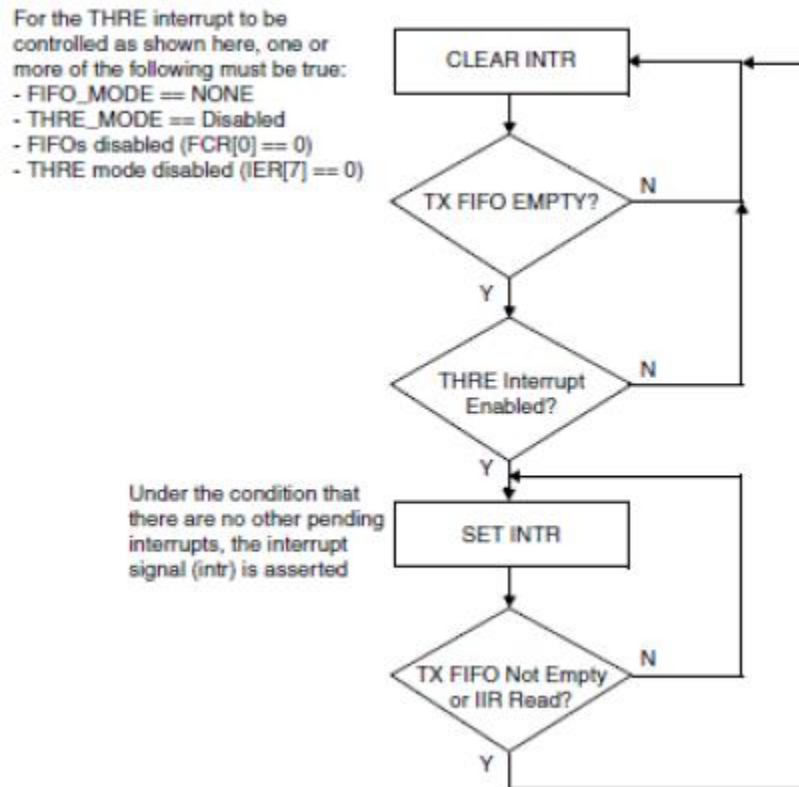 For the THRE interrupt to be
controlled as shown here, one or
more of the following must be true:
- FIFO_MODE == NONE
- THRE_MODE == Disabled
- FIFOs disabled (FCR[0] == 0)
- THRE mode disabled (IER[7] == 0)
CLEAR INTR
TX FIFO EMPTY?
N
Y
THRE Interrupt
Enabled?
N
Y
Under the condition that
there are no other pending
interrupts, the interrupt
signal (intr) is asserted
SET INTR
TX FIFO Not Empty
or IIR Read?
N
Y